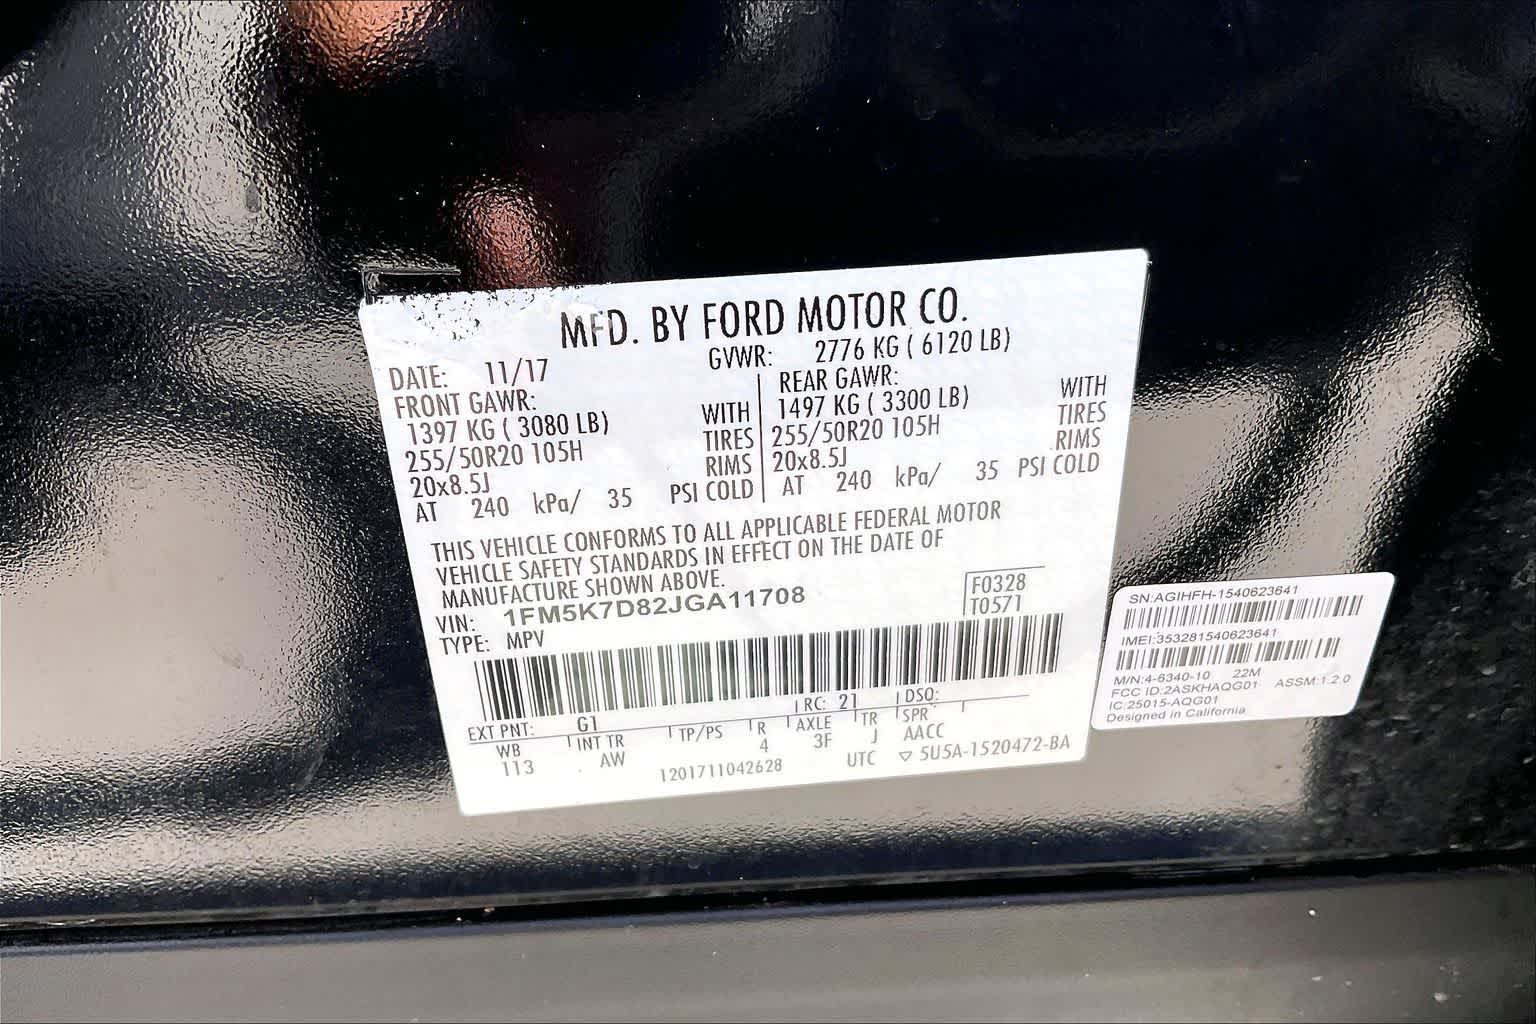 MFD. BY FORD MOTOR CO.
DATE: 11/17 GVWR: 2776 KG ( 6120 LB)
FRONT GAWR: REAR GAWR:
1397 KG ( 3080 LB) WITH 1497 KG ( 3300 LB) WITH
255/50R20 105H TIRES 255/50R20 105H TIRES
20x8.5J RIMS 20x8.5J RIMS
AT 240 kPa/ 35 PSI COLD AT 240 kPa/ 35 PSI COLD
THIS VEHICLE CONFORMS TO ALL APPLICABLE FEDERAL MOTOR
VEHICLE SAFETY STANDARDS IN EFFECT ON THE DATE OF
MANUFACTURE SHOWN ABOVE.
VIN: 1FM5K7D82JGA11708 F0328
TYPE: MPV T0571
EXT PNT: G1 RC: 21 DSO:
WB INT TR TP/PS R AXLE TR SPR
113 AW 4 3F J AACC
1201711042628 UTC ▽ 5U5A-1520472-BA
SN:AGIHFH-1540623641
IMEI:353281540623641
M/N:4-6340-10 22M
FCC ID:2ASKHAQG01 ASSM:1.2.0
IC:25015-AQG01
Designed in California